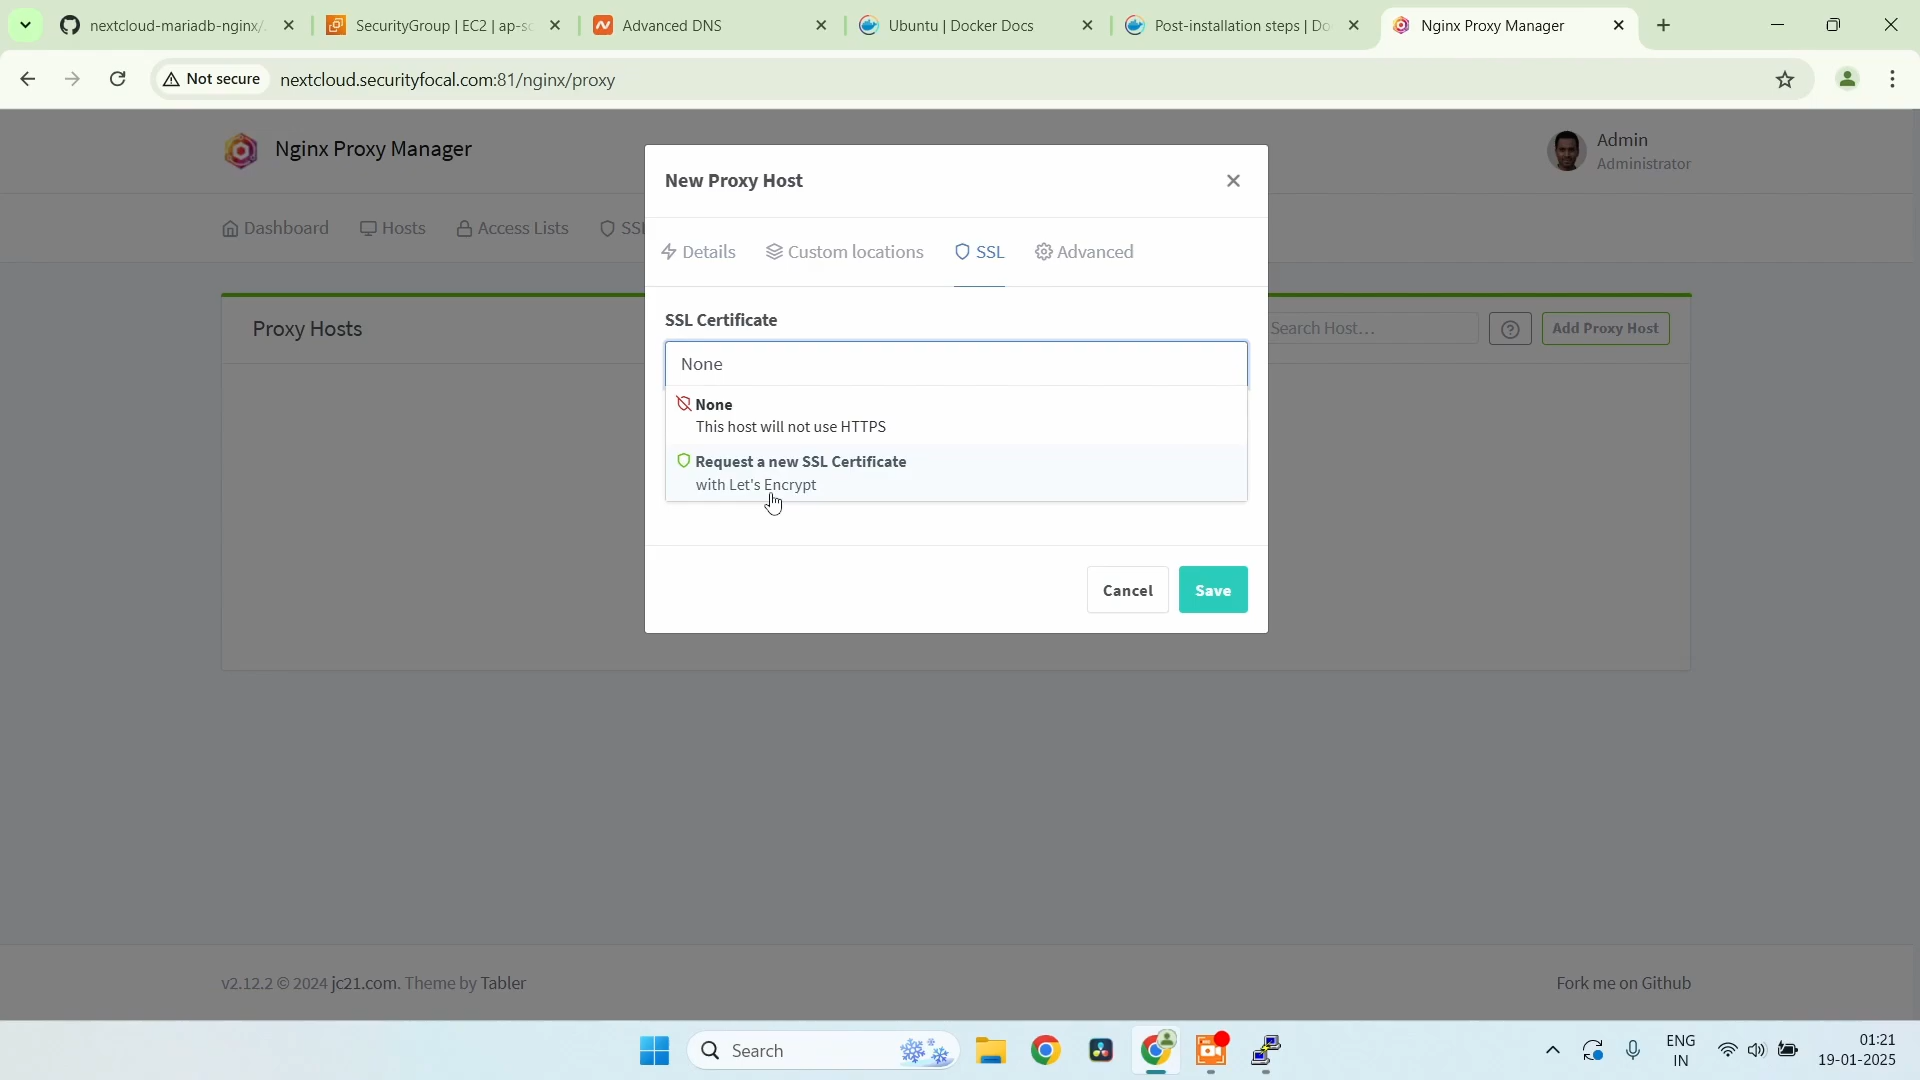 nextcloud-mariadb-nginx/
SecurityGroup | EC2 | ap-so
Advanced DNS
Ubuntu | Docker Docs
Post-installation steps | Do
Nginx Proxy Manager
Not secure
nextcloud.securityfocal.com:81/nginx/proxy
Nginx Proxy Manager
Admin
Administrator
Dashboard
Hosts
Access Lists
SSL
Proxy Hosts
Search Host...
Add Proxy Host
New Proxy Host
Details
Custom locations
SSL
Advanced
SSL Certificate
None
None
This host will not use HTTPS
Request a new SSL Certificate
with Let's Encrypt
Cancel
Save
v2.12.2 © 2024 jc21.com. Theme by Tabler
Fork me on Github
Search
ENG
IN
01:21
19-01-2025